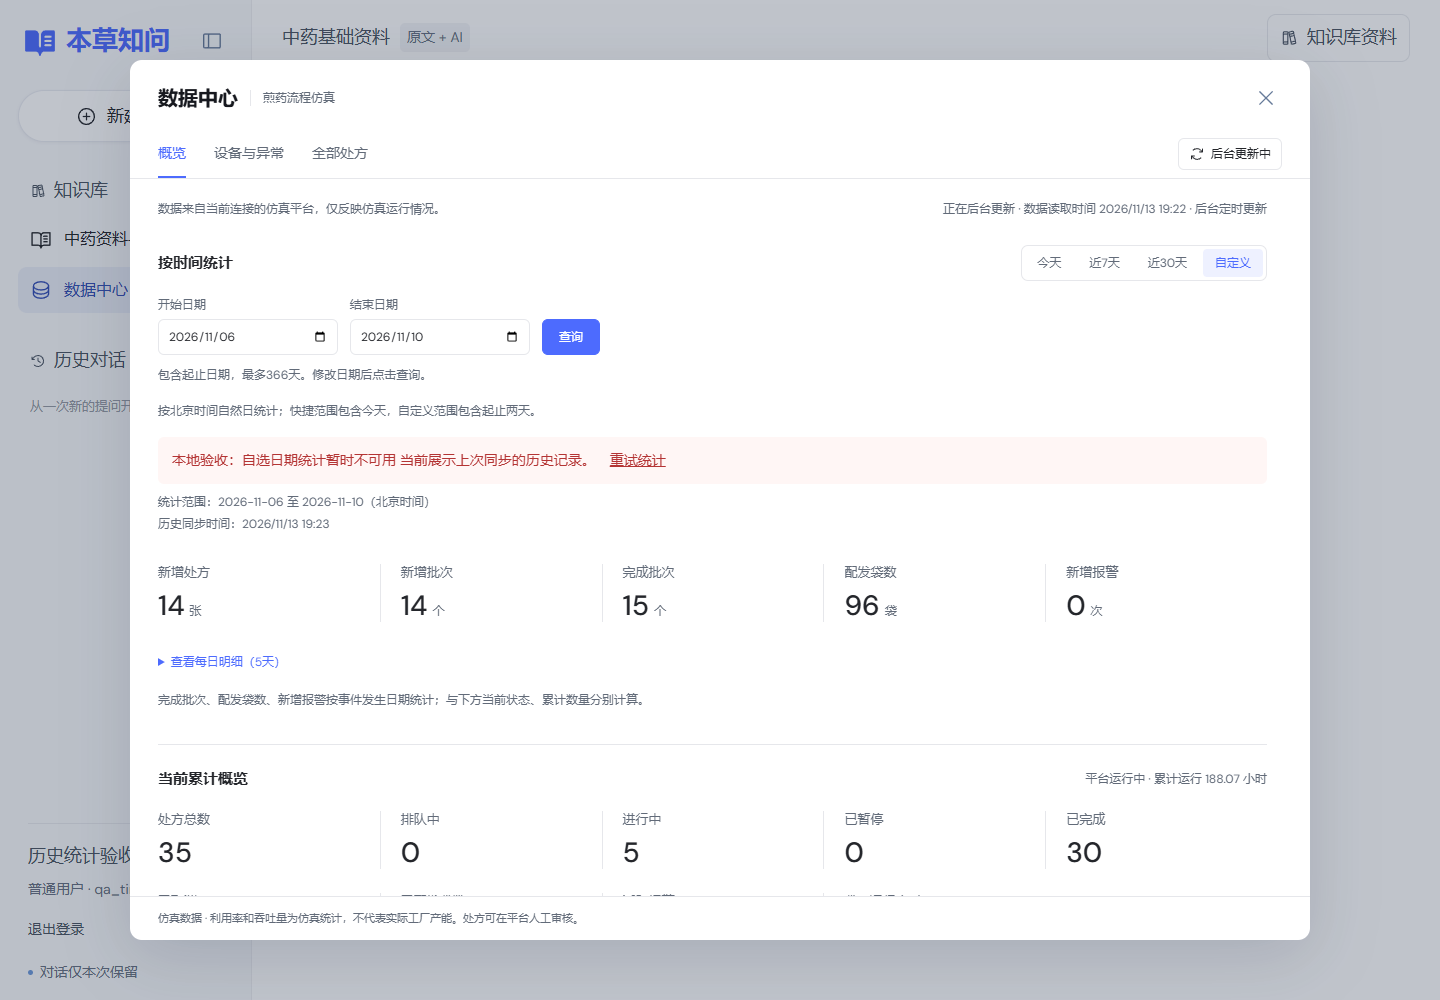 本草知问
中药基础资料 原文 + AI
知识库资料
新建
知识库
中药资料
数据中心
历史对话
从一次新的提问开
历史统计验收
普通用户 · qa_ti
退出登录
对话仅本次保留
数据中心 煎药流程仿真
概览 设备与异常 全部处方
后台更新中
数据来自当前连接的仿真平台，仅反映仿真运行情况。
正在后台更新 · 数据读取时间 2026/11/13 19:22 · 后台定时更新
按时间统计
今天 近7天 近30天 自定义
开始日期 结束日期
2026/11/06 2026/11/10 查询
包含起止日期，最多366天。修改日期后点击查询。
按北京时间自然日统计；快捷范围包含今天，自定义范围包含起止两天。
本地验收：自选日期统计暂时不可用 当前展示上次同步的历史记录。 重试统计
统计范围：2026-11-06 至 2026-11-10（北京时间）
历史同步时间：2026/11/13 19:23
新增处方 新增批次 完成批次 配发袋数 新增报警
14 张 14 个 15 个 96 袋 0 次
查看每日明细（5天）
完成批次、配发袋数、新增报警按事件发生日期统计；与下方当前状态、累计数量分别计算。
当前累计概览
平台运行中 · 累计运行 188.07 小时
处方总数 排队中 进行中 已暂停 已完成
35 0 5 0 30
仿真数据 · 利用率和吞吐量为仿真统计，不代表实际工厂产能。处方可在平台人工审核。